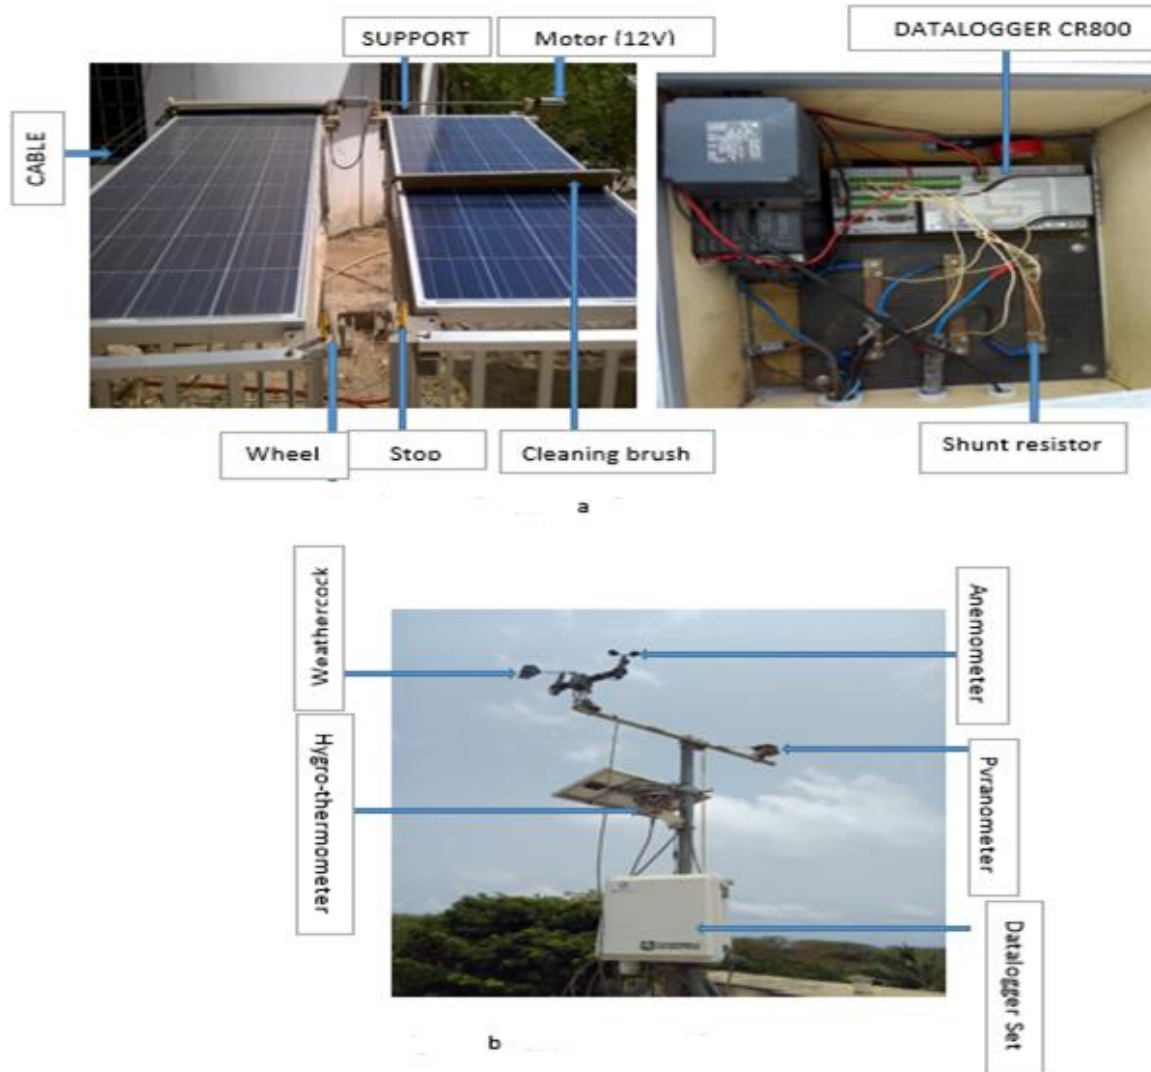 SUPPORT
Motor (12V)
DATALOGGER CR800
CABLE
Wheel
Stop
Cleaning brush
Shunt resistor
a
Weathercock
Anemometer
Hygro-thermometer
Pyranometer
Datalogger Set
b